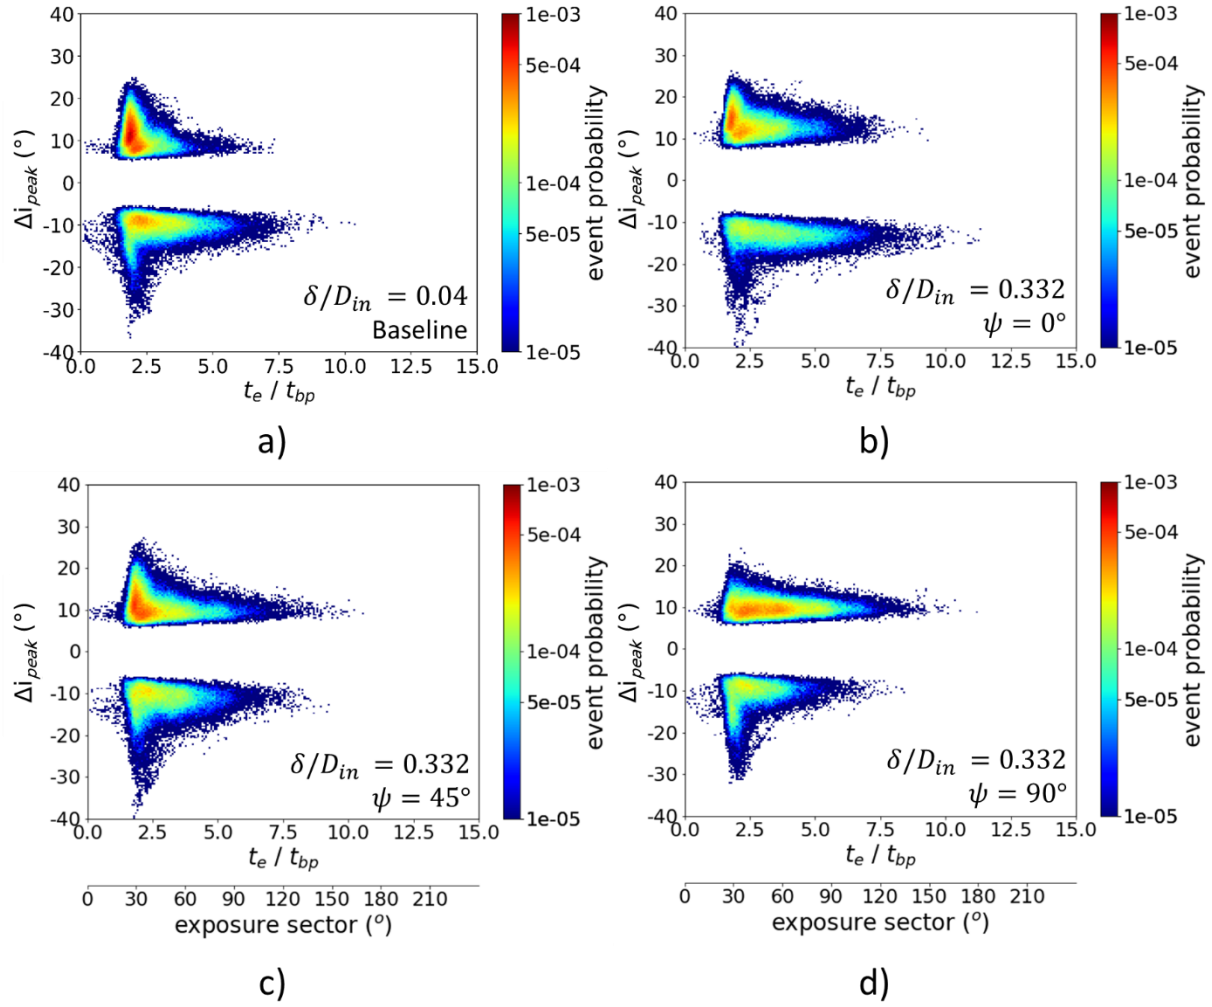 40
30
20
10
0
-10
-20
-30
-40
Δi_peak (°)
0.0 2.5 5.0 7.5 10.0 12.5 15.0
t_e / t_bp
δ/D_in = 0.04
Baseline
1e-03
5e-04
1e-04
5e-05
1e-05
event probability
a)
40
30
20
10
0
-10
-20
-30
-40
Δi_peak (°)
0.0 2.5 5.0 7.5 10.0 12.5 15.0
t_e / t_bp
δ/D_in = 0.332
ψ = 0°
1e-03
5e-04
1e-04
5e-05
1e-05
event probability
b)
40
30
20
10
0
-10
-20
-30
-40
Δi_peak (°)
0.0 2.5 5.0 7.5 10.0 12.5 15.0
t_e / t_bp
δ/D_in = 0.332
ψ = 45°
1e-03
5e-04
1e-04
5e-05
1e-05
event probability
0 30 60 90 120 150 180 210
exposure sector (°)
c)
40
30
20
10
0
-10
-20
-30
-40
Δi_peak (°)
0.0 2.5 5.0 7.5 10.0 12.5 15.0
t_e / t_bp
δ/D_in = 0.332
ψ = 90°
1e-03
5e-04
1e-04
5e-05
1e-05
event probability
0 30 60 90 120 150 180 210
exposure sector (°)
d)